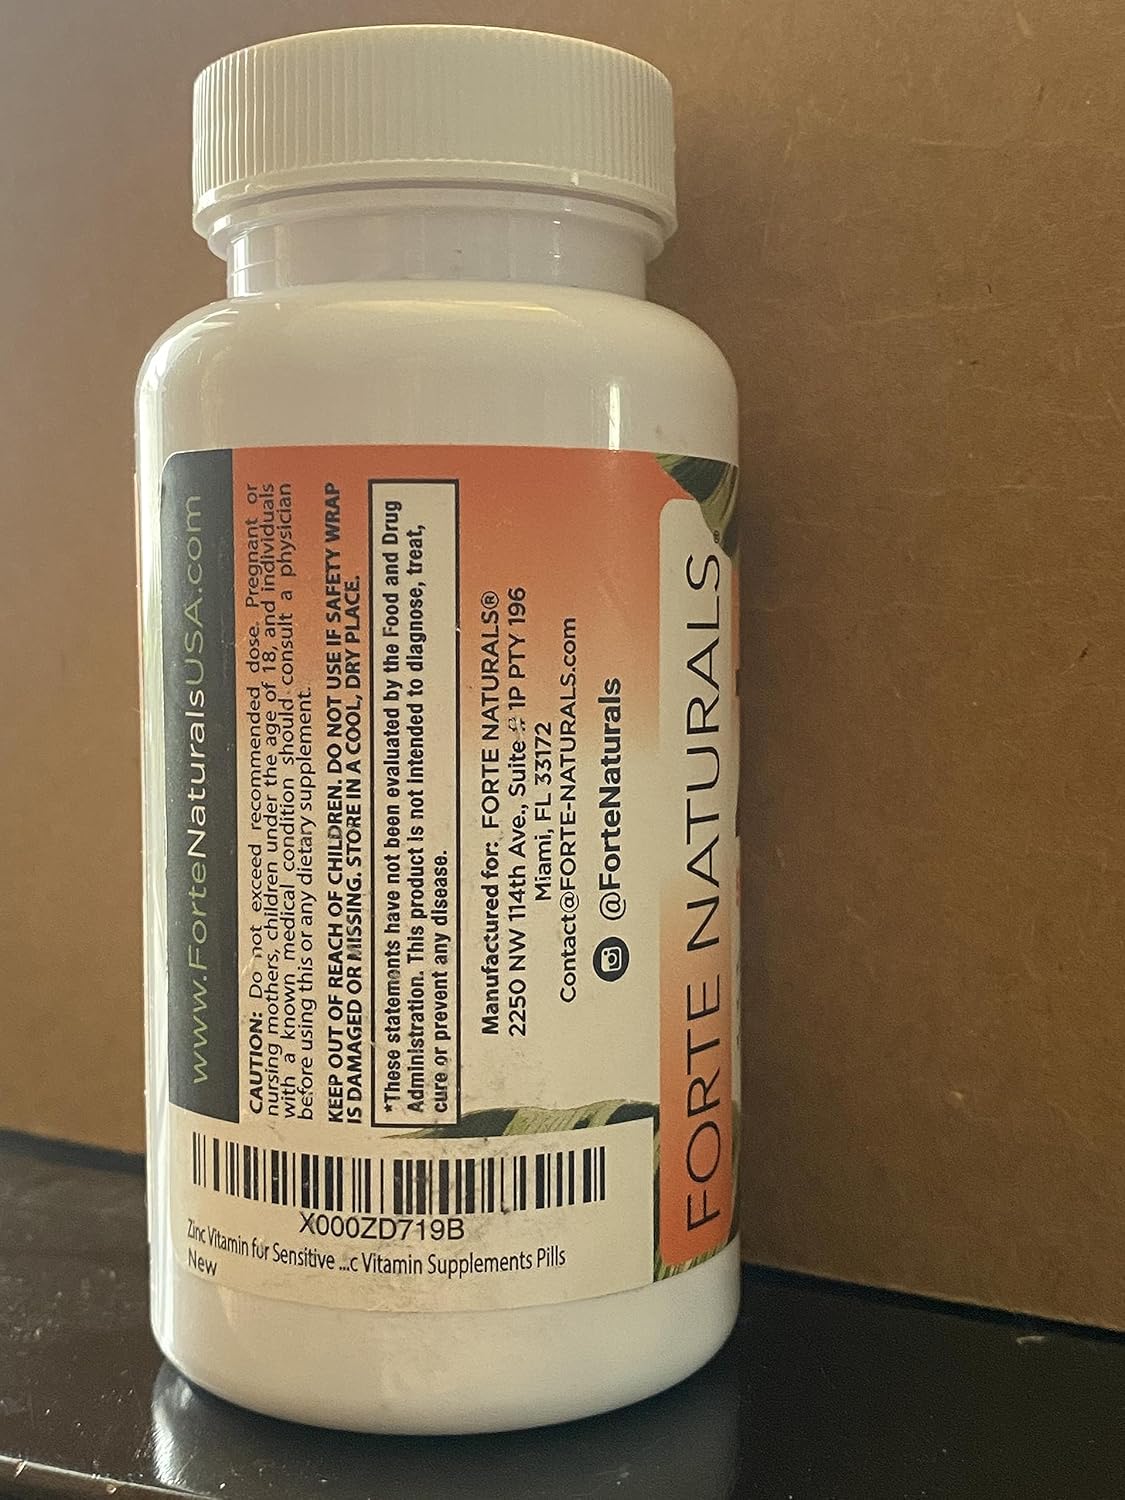 www.ForteNaturalsUSA.com
CAUTION: Do not exceed recommended dose. Pregnant or
nursing mothers, children under the age of 18, and individuals
with a known medical condition should consult a physician
before using this or any dietary supplement.
KEEP OUT OF REACH OF CHILDREN. DO NOT USE IF SAFETY WRAP
IS DAMAGED OR MISSING. STORE IN A COOL, DRY PLACE.
*These statements have not been evaluated by the Food and Drug
Administration. This product is not intended to diagnose, treat,
cure or prevent any disease.
Manufactured for: FORTE NATURALS®
2250 NW 114th Ave., Suite # 1P PTY 196
Miami, FL 33172
Contact@FORTE-NATURALS.com
@ForteNaturals
FORTE NATURALS®
X000ZD719B
Zinc Vitamin for Sensitive ...c Vitamin Supplements Pills
New